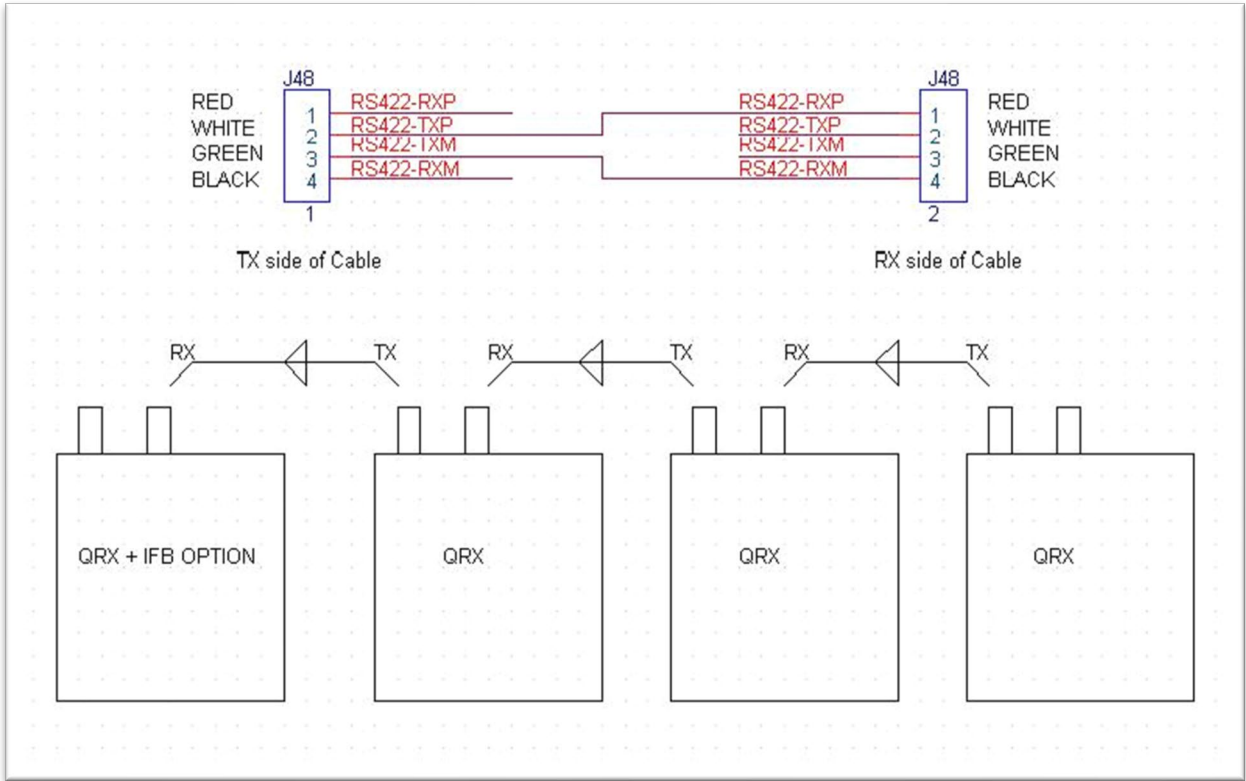 J48 J48
RED 1 RS422-RXP RS422-RXP 1 RED
WHITE 2 RS422-TXP RS422-TXP 2 WHITE
GREEN 3 RS422-TXM RS422-TXM 3 GREEN
BLACK 4 RS422-RXM RS422-RXM 4 BLACK
1 2
TX side of Cable RX side of Cable
RX TX RX TX RX TX
QRX + IFB OPTION QRX QRX QRX